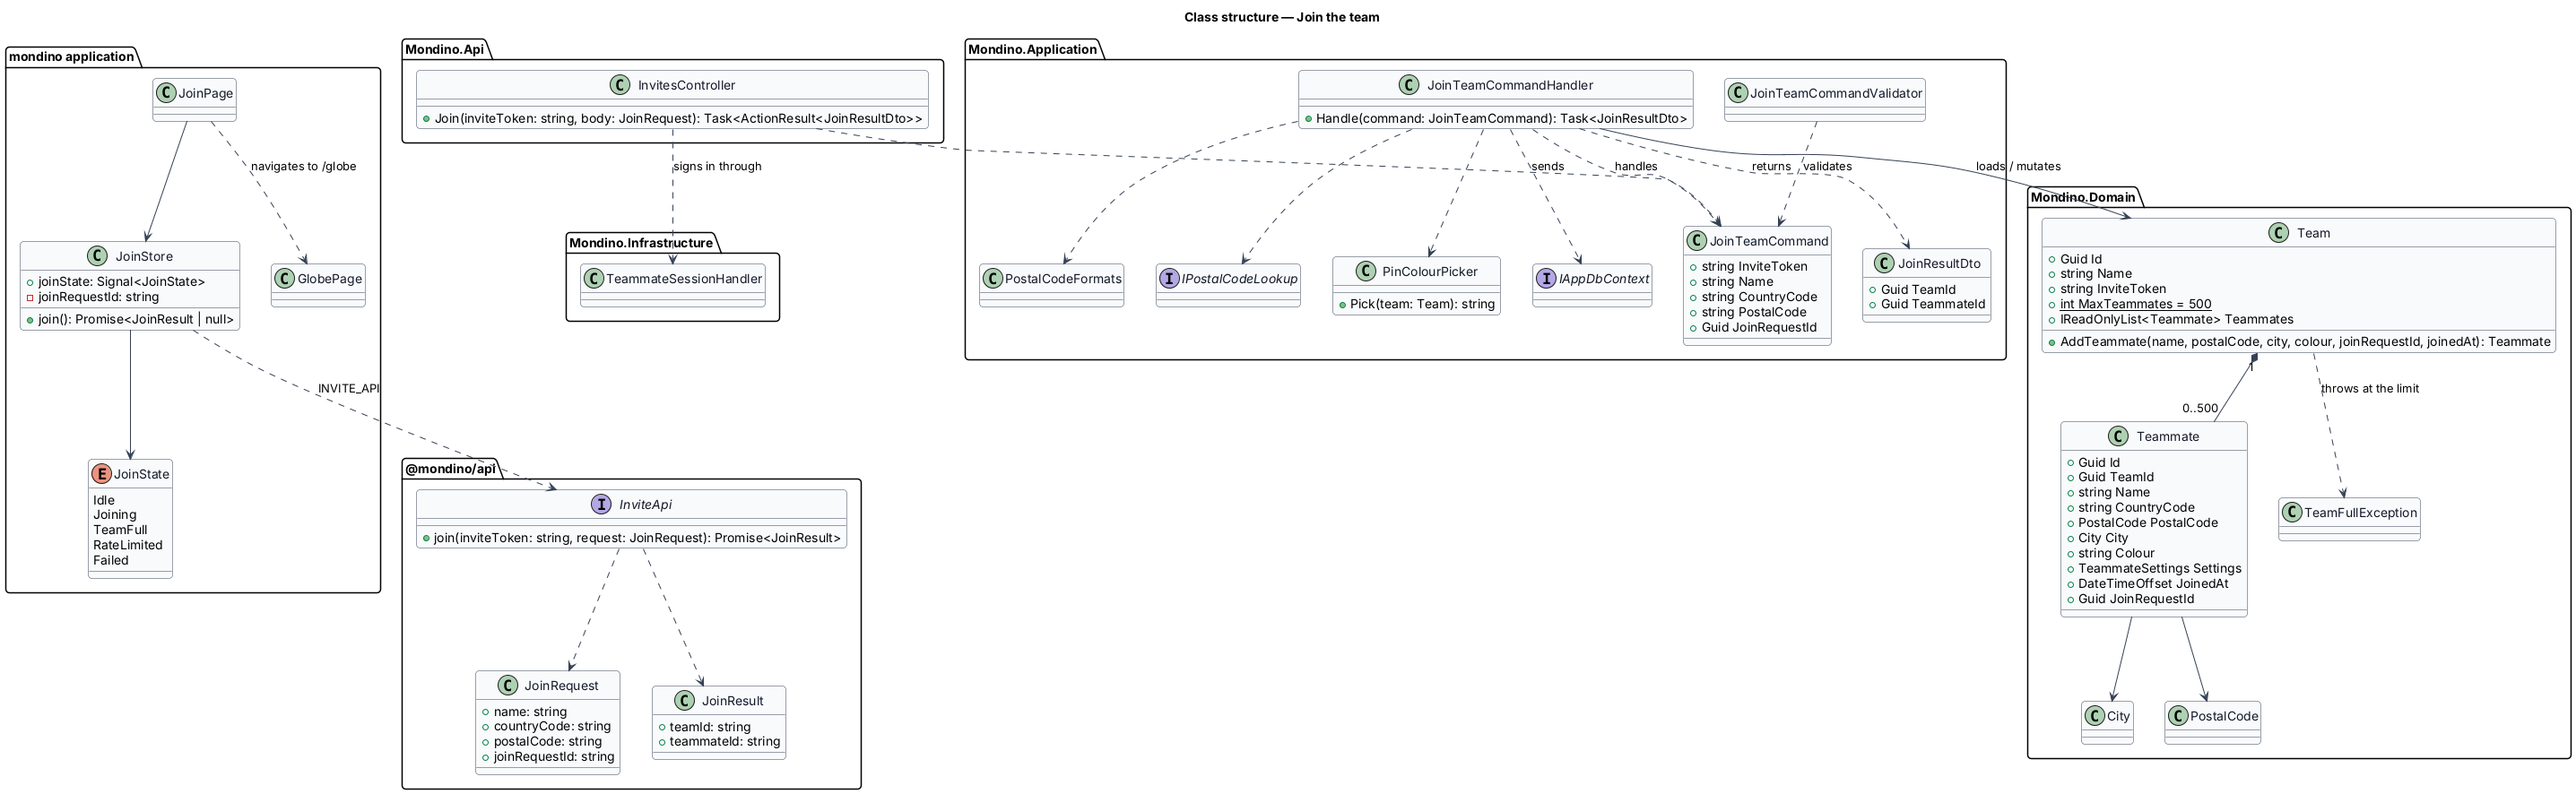 Class structure — Join the team
mondino application
C JoinPage
navigates to /globe
C JoinStore
joinState: Signal<JoinState>
joinRequestId: string
join(): Promise<JoinResult | null>
C GlobePage
INVITE_API
E JoinState
Idle
Joining
TeamFull
RateLimited
Failed
Mondino.Api
C InvitesController
Join(inviteToken: string, body: JoinRequest): Task<ActionResult<JoinResultDto>>
signs in through
Mondino.Infrastructure
C TeammateSessionHandler
@mondino/api
I InviteApi
join(inviteToken: string, request: JoinRequest): Promise<JoinResult>
C JoinRequest
name: string
countryCode: string
postalCode: string
joinRequestId: string
C JoinResult
teamId: string
teammateId: string
Mondino.Application
C JoinTeamCommandHandler
Handle(command: JoinTeamCommand): Task<JoinResultDto>
C JoinTeamCommandValidator
sends
handles
returns
validates
loads / mutates
C PostalCodeFormats
I IPostalCodeLookup
C PinColourPicker
Pick(team: Team): string
I IAppDbContext
C JoinTeamCommand
string InviteToken
string Name
string CountryCode
string PostalCode
Guid JoinRequestId
C JoinResultDto
Guid TeamId
Guid TeammateId
Mondino.Domain
C Team
Guid Id
string Name
string InviteToken
int MaxTeammates = 500
IReadOnlyList<Teammate> Teammates
AddTeammate(name, postalCode, city, colour, joinRequestId, joinedAt): Teammate
1
throws at the limit
0..500
C Teammate
Guid Id
Guid TeamId
string Name
string CountryCode
PostalCode PostalCode
City City
string Colour
TeammateSettings Settings
DateTimeOffset JoinedAt
Guid JoinRequestId
C TeamFullException
C City
C PostalCode